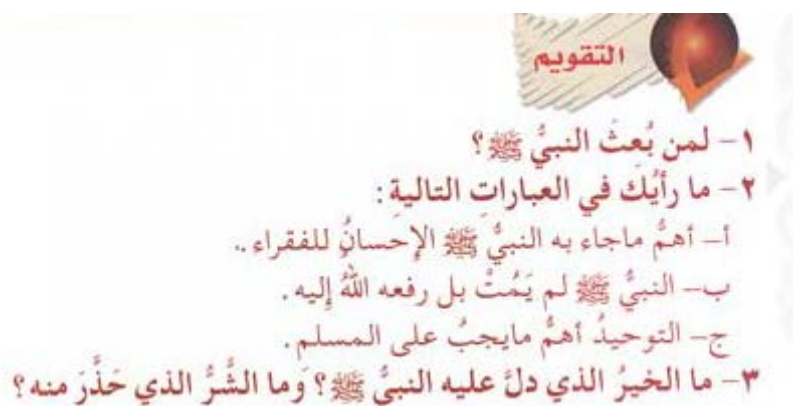 التقويم
١- لمن بُعثَ النبيُّ ﷺ؟
٢- ما رأيُكَ في العباراتِ التاليةِ:
أ- أهمُّ ماجاء به النبيُّ ﷺ الإحسانُ للفقراء..
ب- النبيُّ ﷺ لم يَمُتْ بل رفعه اللهُ إليه.
ج- التوحيدُ أهمُّ مايجبُ على المسلم.
٣- ما الخيرُ الذي دلَّ عليه النبيُّ ﷺ؟ وَما الشَّرُّ الذي حَذَّرَ منه؟